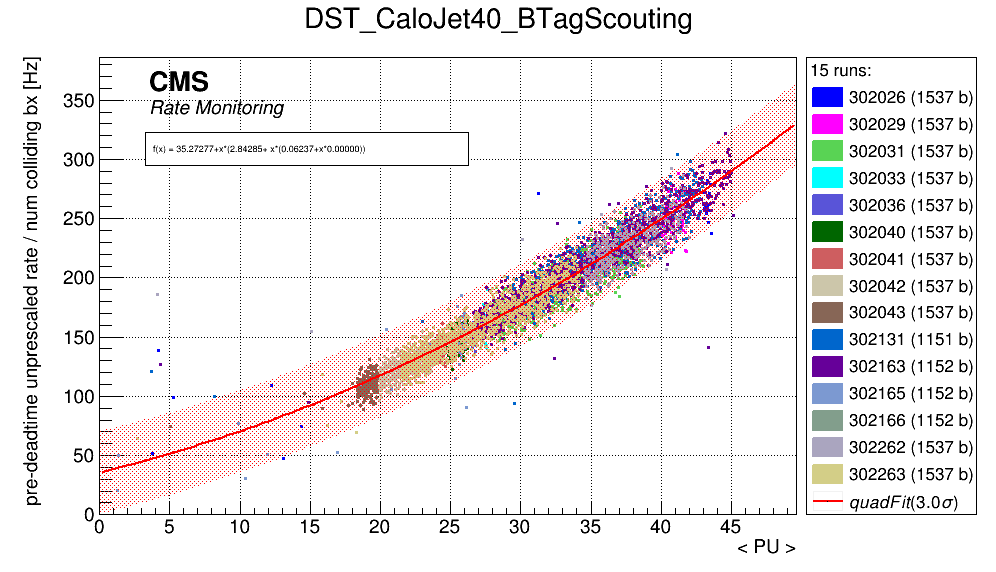 DST_CaloJet40_BTagScouting
pre-deadtime unprescaled rate / num colliding bx [Hz]
CMS
Rate Monitoring
f(x) = 35.27277+x*(2.84285+ x*(0.06237+x*0.00000))
350
300
250
200
150
100
50
0
0 5 10 15 20 25 30 35 40 45
< PU >
15 runs:
302026 (1537 b)
302029 (1537 b)
302031 (1537 b)
302033 (1537 b)
302036 (1537 b)
302040 (1537 b)
302041 (1537 b)
302042 (1537 b)
302043 (1537 b)
302131 (1151 b)
302163 (1152 b)
302165 (1152 b)
302166 (1152 b)
302262 (1537 b)
302263 (1537 b)
quadFit(3.0σ)